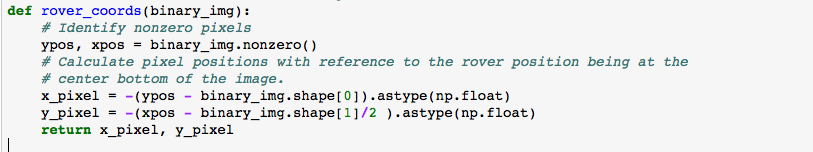 def rover_coords(binary_img):
    # Identify nonzero pixels
    ypos, xpos = binary_img.nonzero()
    # Calculate pixel positions with reference to the rover position being at the
    # center bottom of the image.
    x_pixel = -(ypos - binary_img.shape[0]).astype(np.float)
    y_pixel = -(xpos - binary_img.shape[1]/2 ).astype(np.float)
    return x_pixel, y_pixel